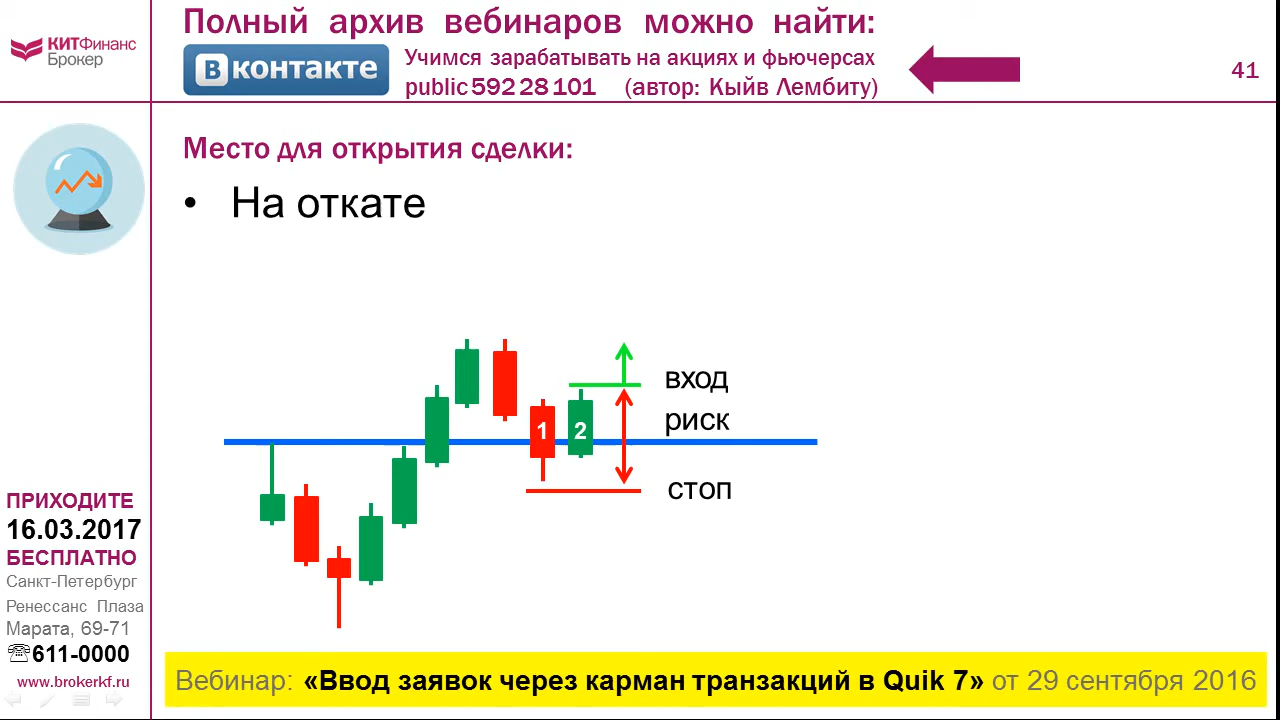 КИТФинанс
Брокер
Полный архив вебинаров можно найти:
В контакте
Учимся зарабатывать на акциях и фьючерсах
public 592 28 101 (автор: Кыйв Лембиту)
41
Место для открытия сделки:
• На откате
вход
1 2
риск
стоп
ПРИХОДИТЕ
16.03.2017
БЕСПЛАТНО
Санкт-Петербург
Ренессанс Плаза
Марата, 69-71
☏611-0000
www.brokerkf.ru
Вебинар: «Ввод заявок через карман транзакций в Quik 7» от 29 сентября 2016